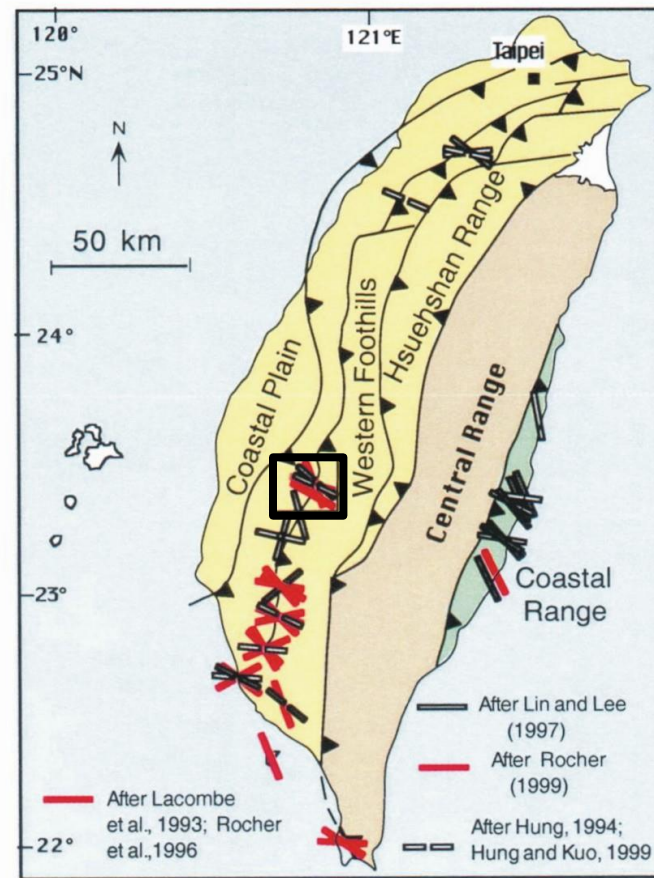 120°
121°E
25°N
Taipei
N
50 km
Hsuehshan Range
24°
Western Foothills
Coastal Plain
Central Range
23°
Coastal
Range
After Lin and Lee
(1997)
After Rocher
(1999)
After Lacombe
et al., 1993; Rocher
et al.,1996
After Hung, 1994;
Hung and Kuo, 1999
22°